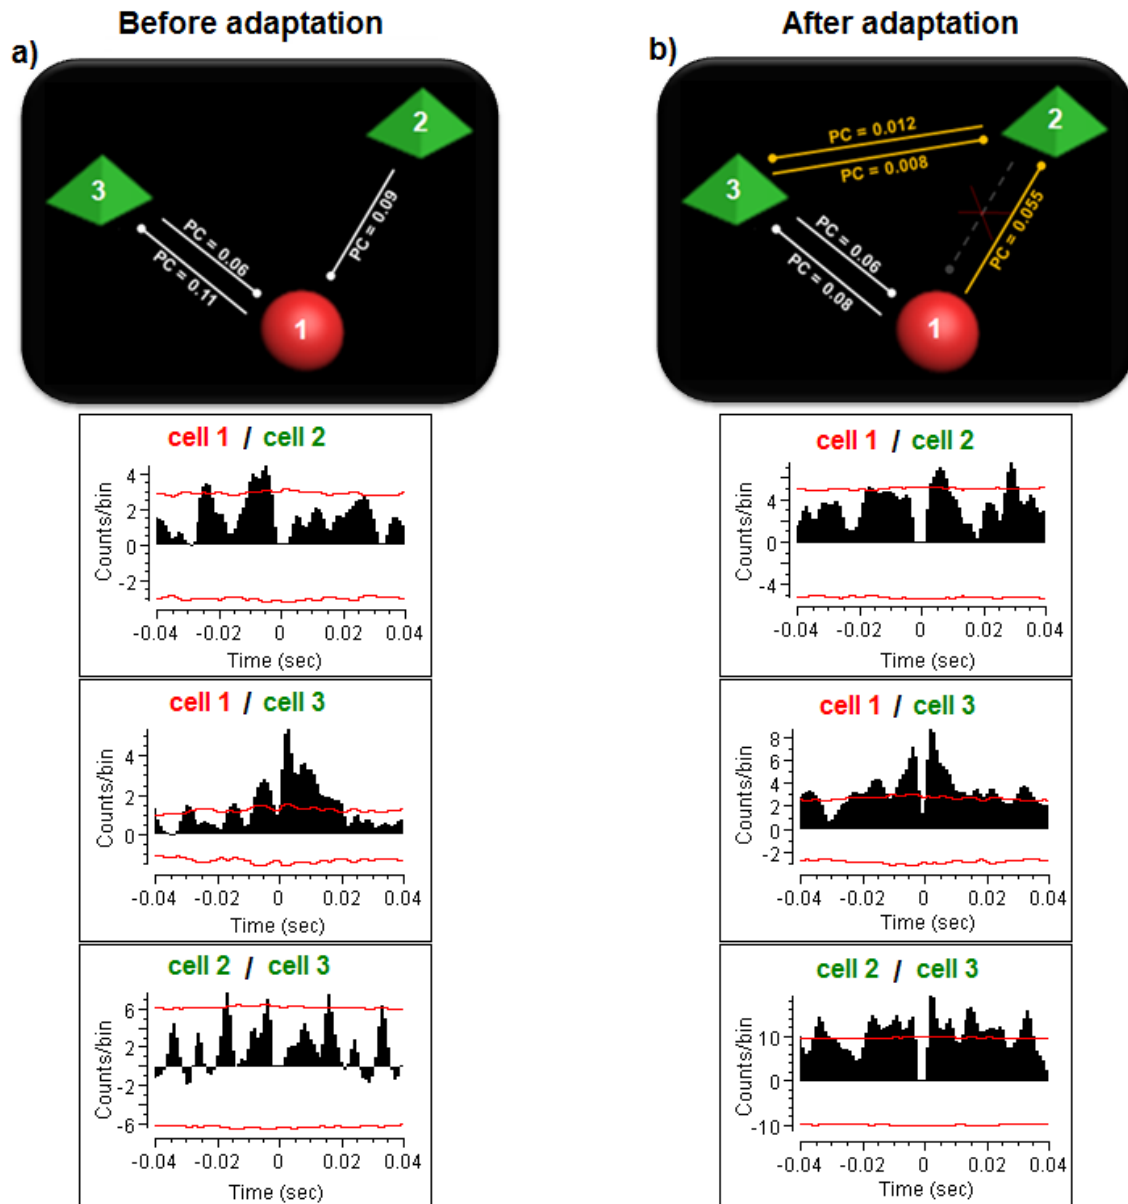 Before adaptation
After adaptation
a)
2
3
PC = 0.09
PC = 0.06
PC = 0.11
1
b)
2
PC = 0.012
PC = 0.008
3
PC = 0.055
PC = 0.06
PC = 0.08
1
cell 1 / cell 2
Counts/bin
4
2
0
-2
-0.04 -0.02 0 0.02 0.04
Time (sec)
cell 1 / cell 2
Counts/bin
4
0
-4
-0.04 -0.02 0 0.02 0.04
Time (sec)
cell 1 / cell 3
Counts/bin
4
2
0
-0.04 -0.02 0 0.02 0.04
Time (sec)
cell 1 / cell 3
Counts/bin
8
6
4
2
0
-2
-0.04 -0.02 0 0.02 0.04
Time (sec)
cell 2 / cell 3
Counts/bin
6
2
-2
-6
-0.04 -0.02 0 0.02 0.04
Time (sec)
cell 2 / cell 3
Counts/bin
10
0
-10
-0.04 -0.02 0 0.02 0.04
Time (sec)